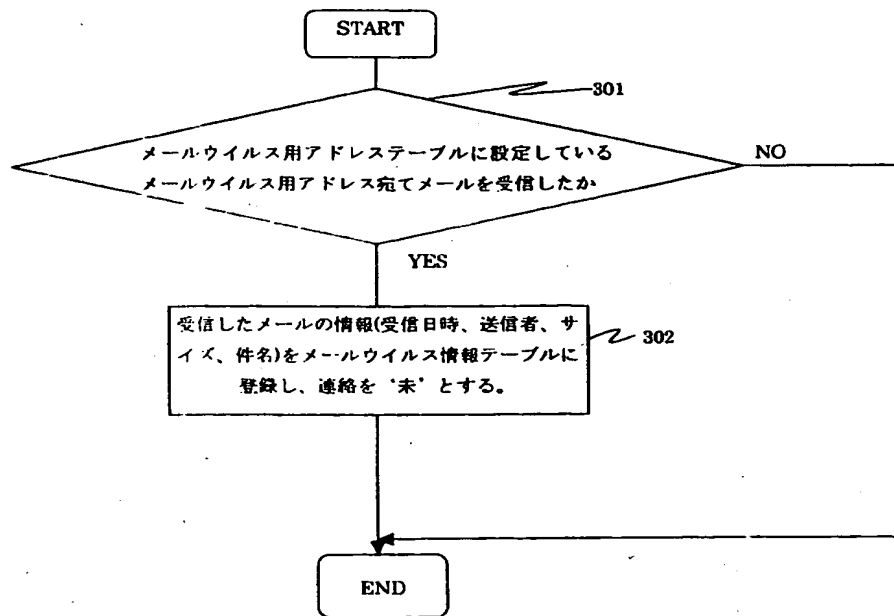 START
301
メールウイルス用アドレステーブルに設定している
メールウイルス用アドレス宛てメールを受信したか
NO
YES
受信したメールの情報(受信日時、送信者、サ
イズ、件名)をメールウイルス情報テーブルに
登録し、連絡を"未"とする。
302
END